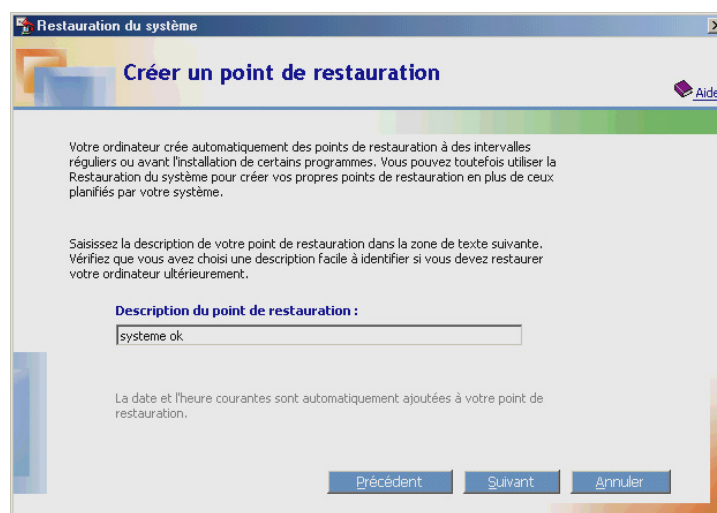 Restauration du système
Créer un point de restauration
Aide
Votre ordinateur crée automatiquement des points de restauration à des intervalles
réguliers ou avant l'installation de certains programmes. Vous pouvez toutefois utiliser la
Restauration du système pour créer vos propres points de restauration en plus de ceux
planifiés par votre système.
Saisissez la description de votre point de restauration dans la zone de texte suivante.
Vérifiez que vous avez choisi une description facile à identifier si vous devez restaurer
votre ordinateur ultérieurement.
Description du point de restauration :
systeme ok
La date et l'heure courantes sont automatiquement ajoutées à votre point de
restauration.
Précédent Suivant Annuler